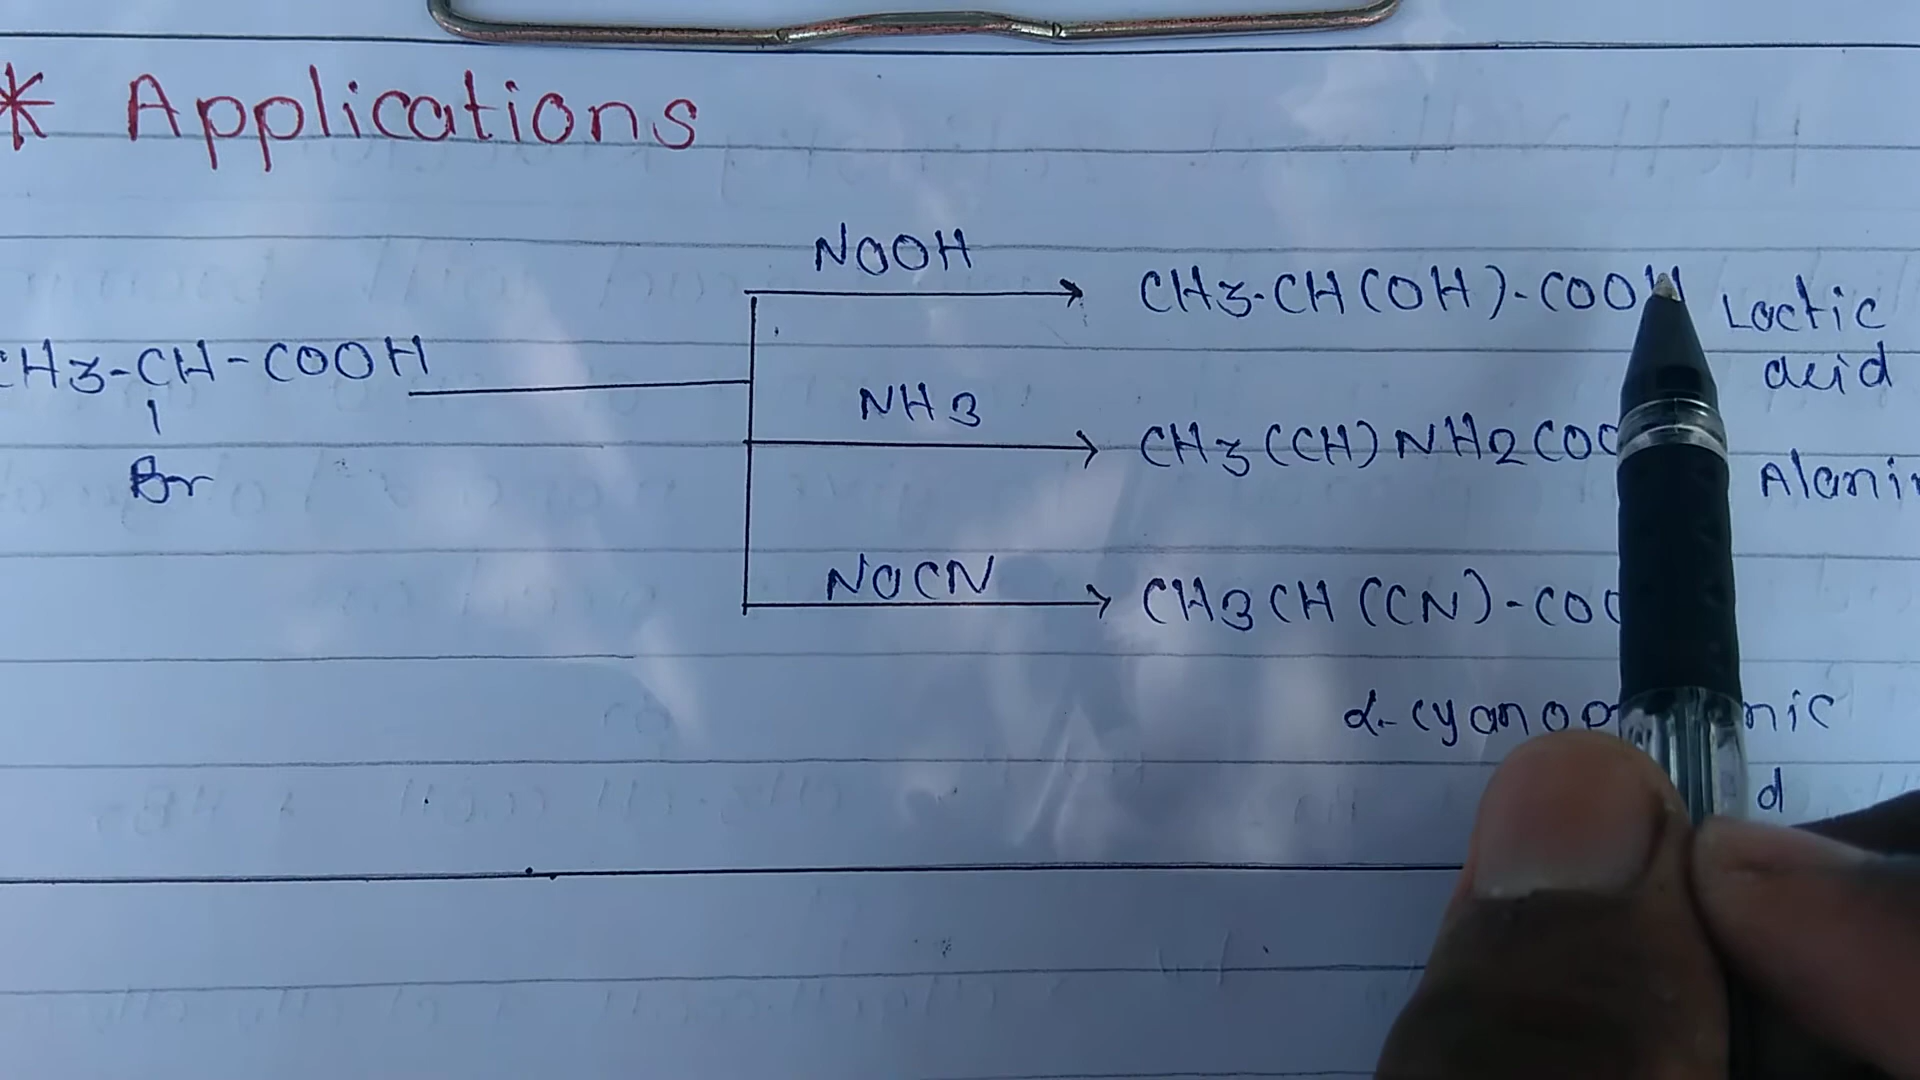 * Applications
NaOH
CH3-CH(OH)-COOH Lactic
acid
CH3-CH-COOH
Br
NH3
CH3(CH)NH2COO
Alani
NaCN
CH3CH(CN)-COO
α-cyano nic
d